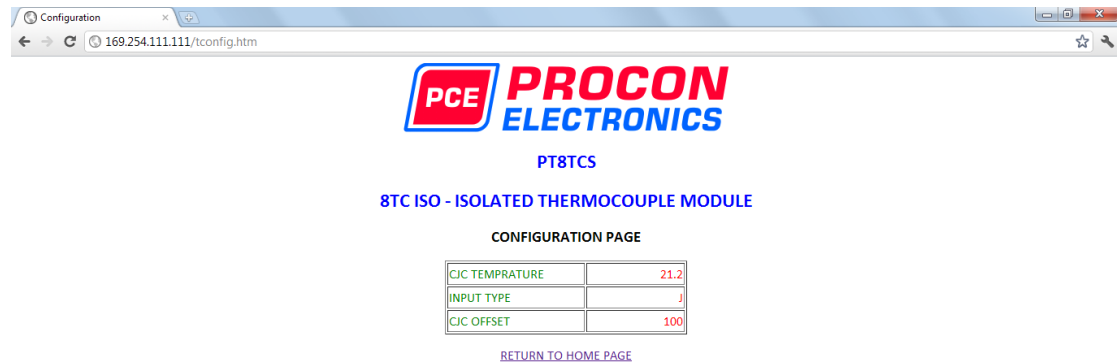 Configuration
169.254.111.111/tconfig.htm
PCE PROCON
ELECTRONICS
PT8TCS
8TC ISO - ISOLATED THERMOCOUPLE MODULE
CONFIGURATION PAGE
CJC TEMPRATURE 21.2
INPUT TYPE J
CJC OFFSET 100
RETURN TO HOME PAGE